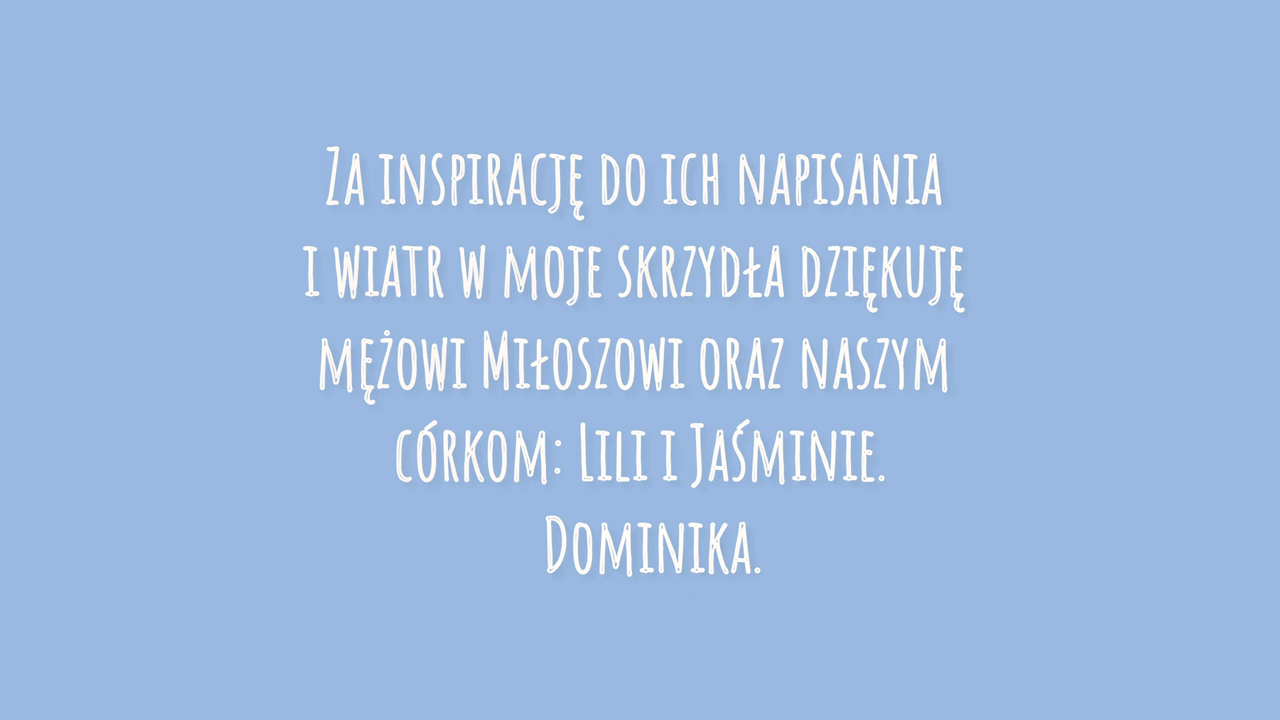 Za inspirację do ich napisania
i wiatr w moje skrzydła dziękuję
mężowi Miłoszowi oraz naszym
córkom: Lili i Jaśminie.
Dominika.